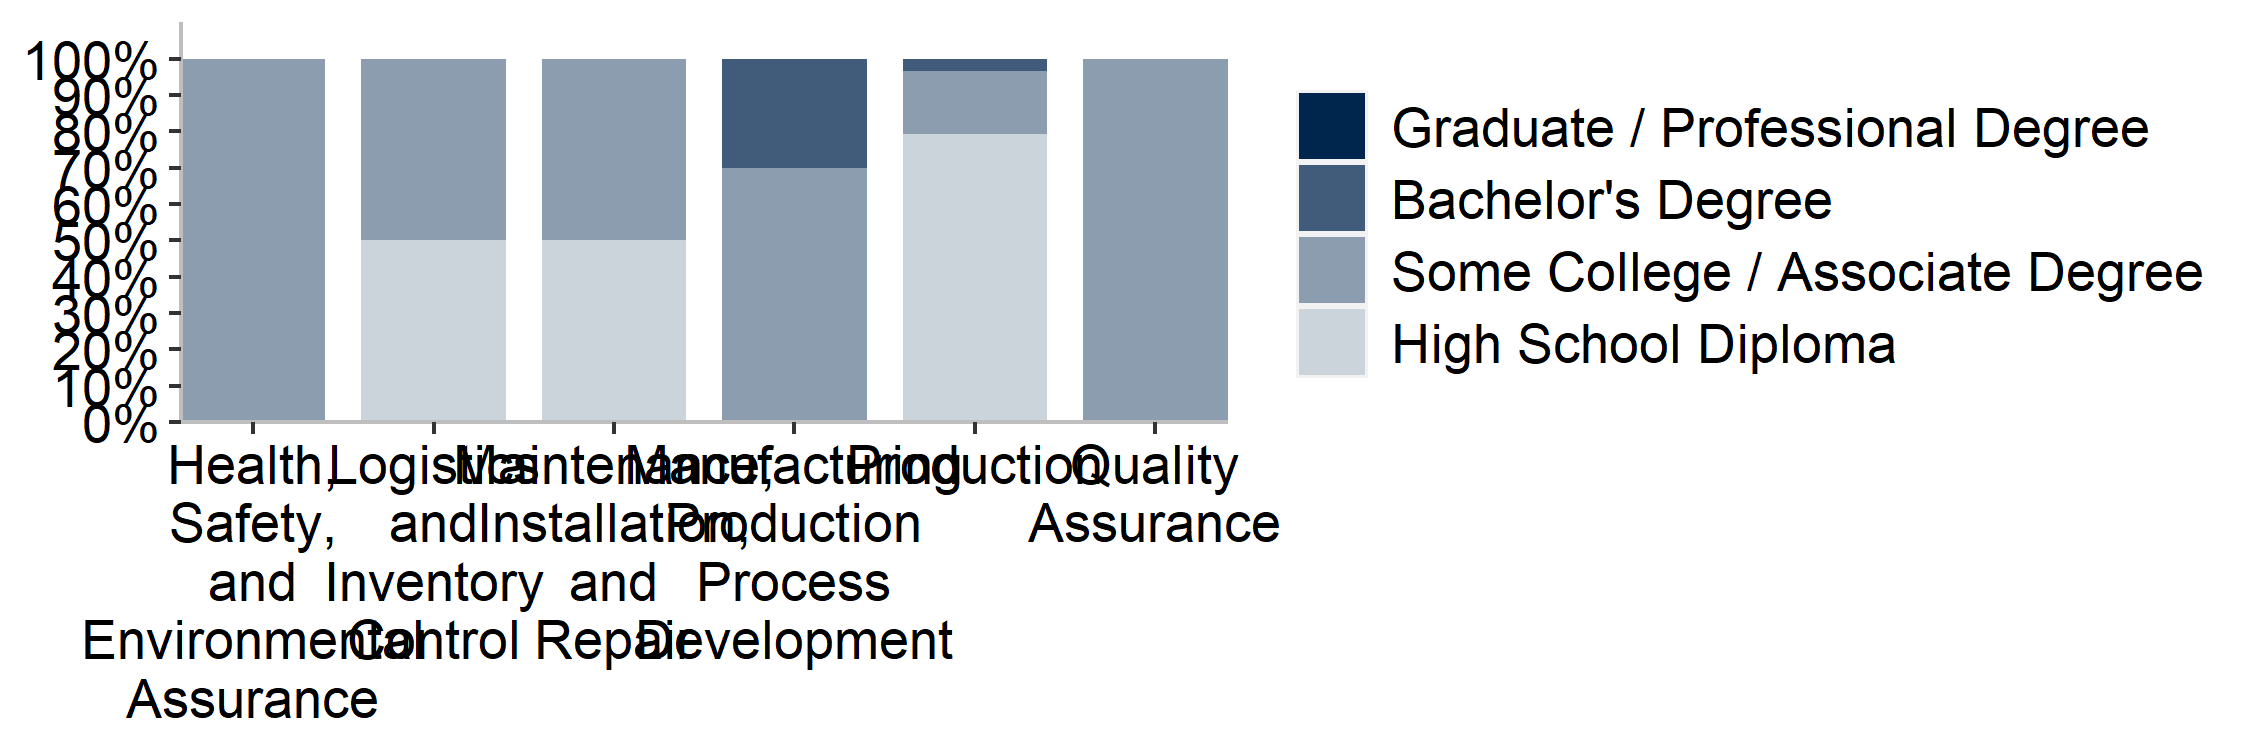 100%
90%
80%
70%
60%
50%
40%
30%
20%
10%
0%
Health,
Safety,
and
Environmental
Assurance
Logistics
and
Inventory
Control
Maintenance,
Installation,
and
Repair
Manufacturing
Production
Process
Development
Production
Quality
Assurance
Graduate / Professional Degree
Bachelor's Degree
Some College / Associate Degree
High School Diploma